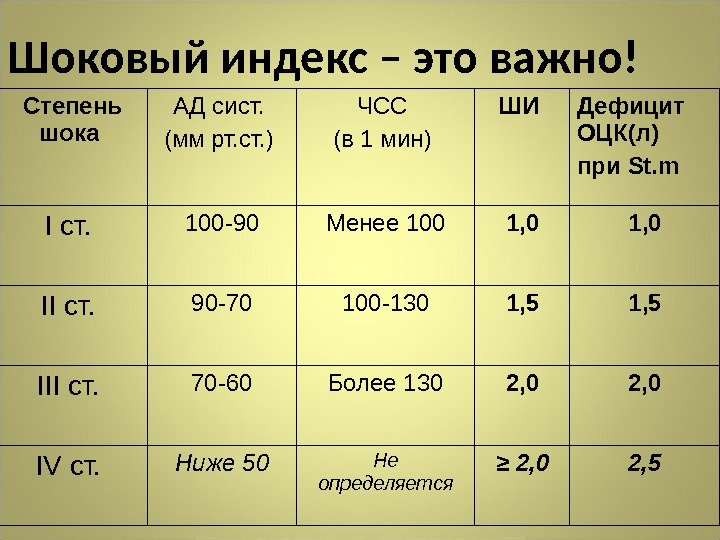 Шоковый индекс – это важно!
Степень шока
АД сист. (мм рт.ст.)
ЧСС (в 1 мин)
ШИ
Дефицит ОЦК(л) при St.m
I ст.
100-90
Менее 100
1,0
1,0
II ст.
90-70
100-130
1,5
1,5
III ст.
70-60
Более 130
2,0
2,0
IV ст.
Ниже 50
Не определяется
≥ 2,0
2,5